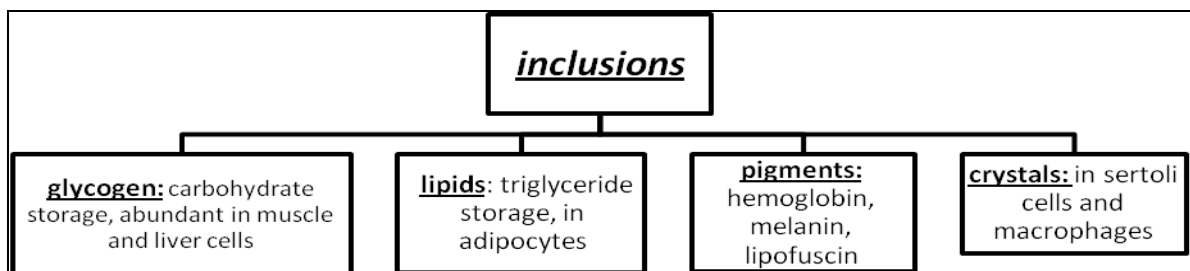 inclusions
glycogen: carbohydrate
storage, abundant in muscle
and liver cells
lipids: triglyceride
storage, in
adipocytes
pigments:
hemoglobin,
melanin,
lipofuscin
crystals: in sertoli
cells and
macrophages